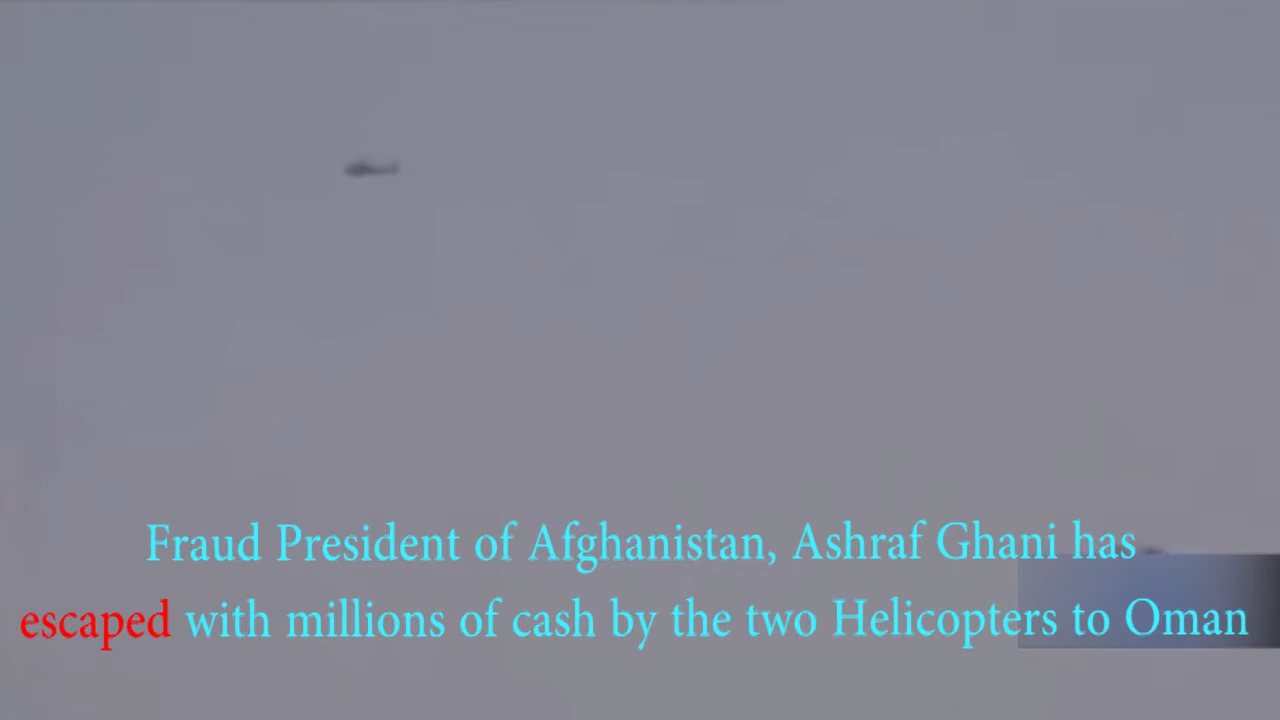 Fraud President of Afghanistan, Ashraf Ghani has
escaped with millions of cash by the two Helicopters to Oman